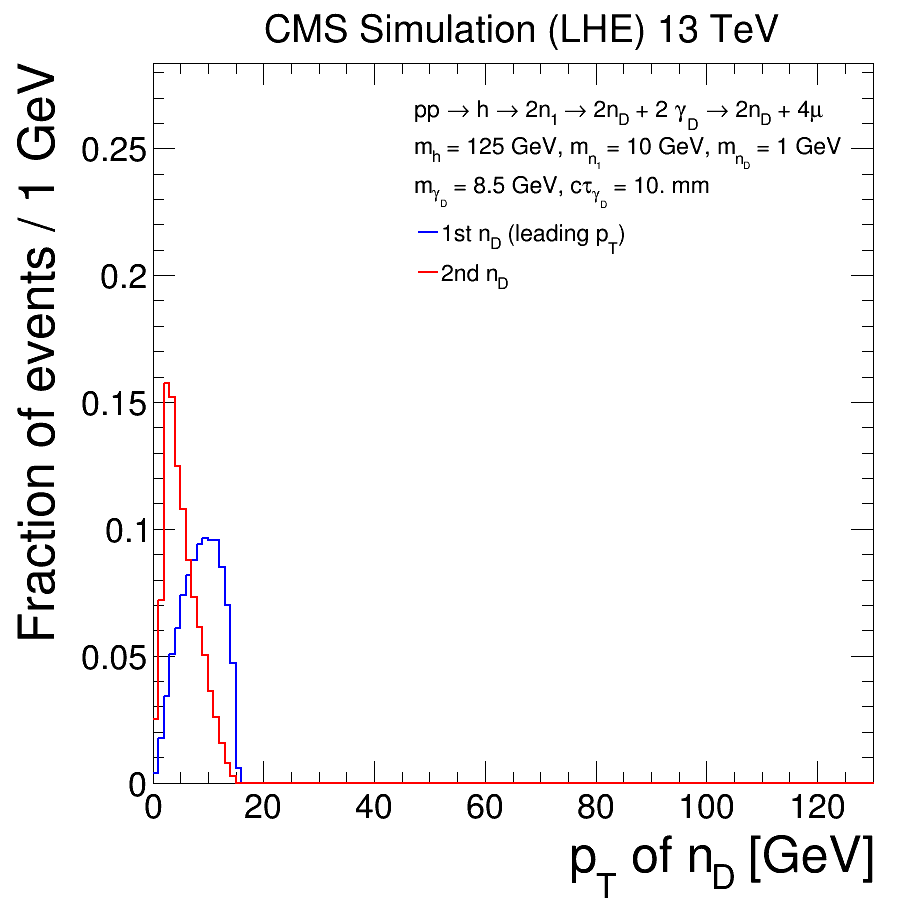 CMS Simulation (LHE) 13 TeV
Fraction of events / 1 GeV
pp → h → 2n1 → 2nD + 2 γD → 2nD + 4μ
mh = 125 GeV, mn1 = 10 GeV, mnD = 1 GeV
mγD = 8.5 GeV, cτγD = 10. mm
1st nD (leading pT)
2nd nD
0.25
0.2
0.15
0.1
0.05
0
0 20 40 60 80 100 120
pT of nD [GeV]